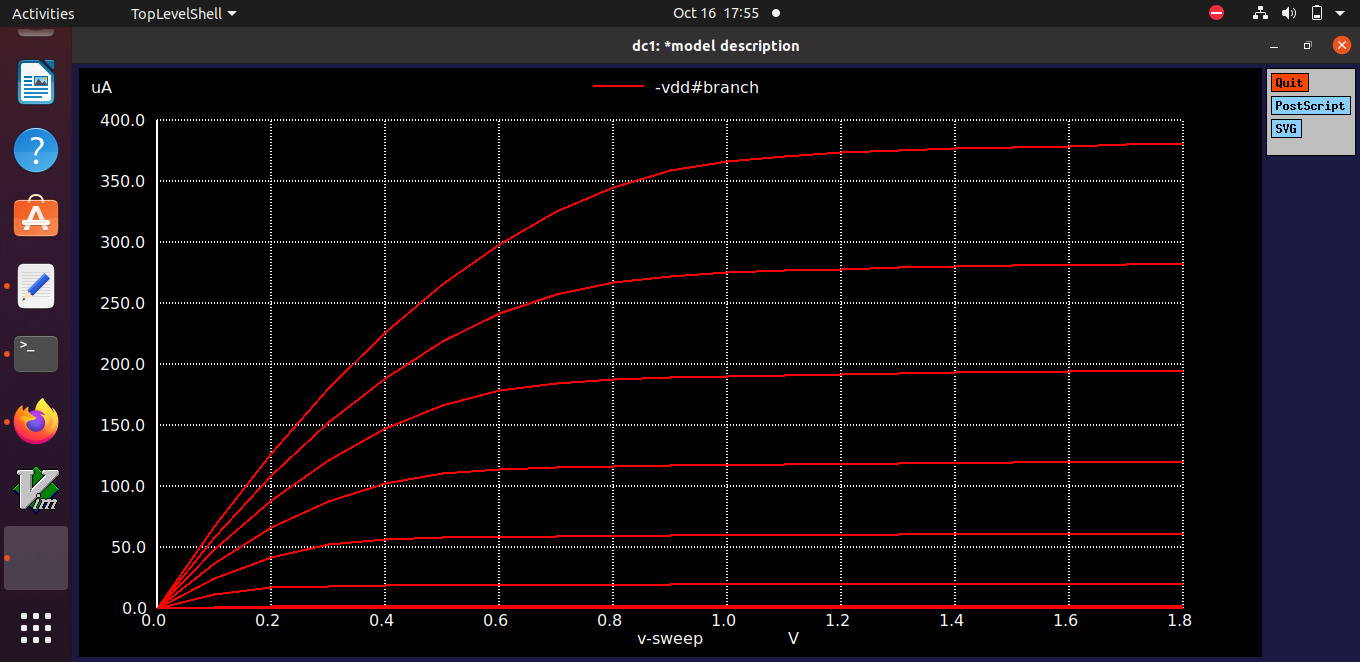 Activities TopLevelShell Oct 16 17:55
dc1: *model description
uA -vdd#branch
Quit
PostScript
SVG
400.0
350.0
300.0
250.0
200.0
150.0
100.0
50.0
0.0
0.0 0.2 0.4 0.6 0.8 1.0 1.2 1.4 1.6 1.8
v-sweep V
?
A
>_
Vim